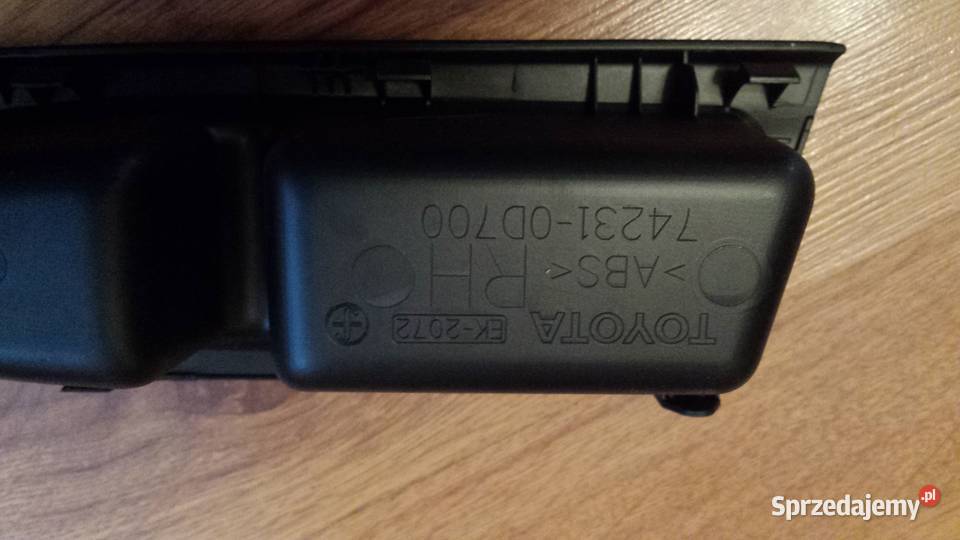 TOYOTA EK-2072
>ABS< RH
74231-0D700
Sprzedajemy.pl